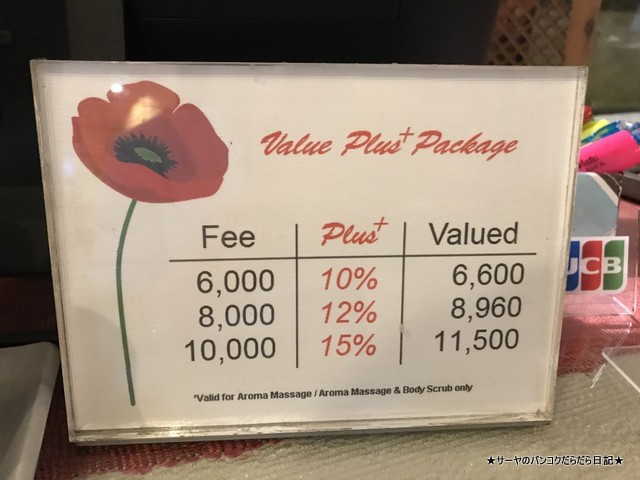 Value Plus+ Package
Fee Plus+ Valued
6,000 10% 6,600
8,000 12% 8,960
10,000 15% 11,500
*Valid for Aroma Massage / Aroma Massage & Body Scrub only
JCB
★サーヤのバンコクだらだら日記★